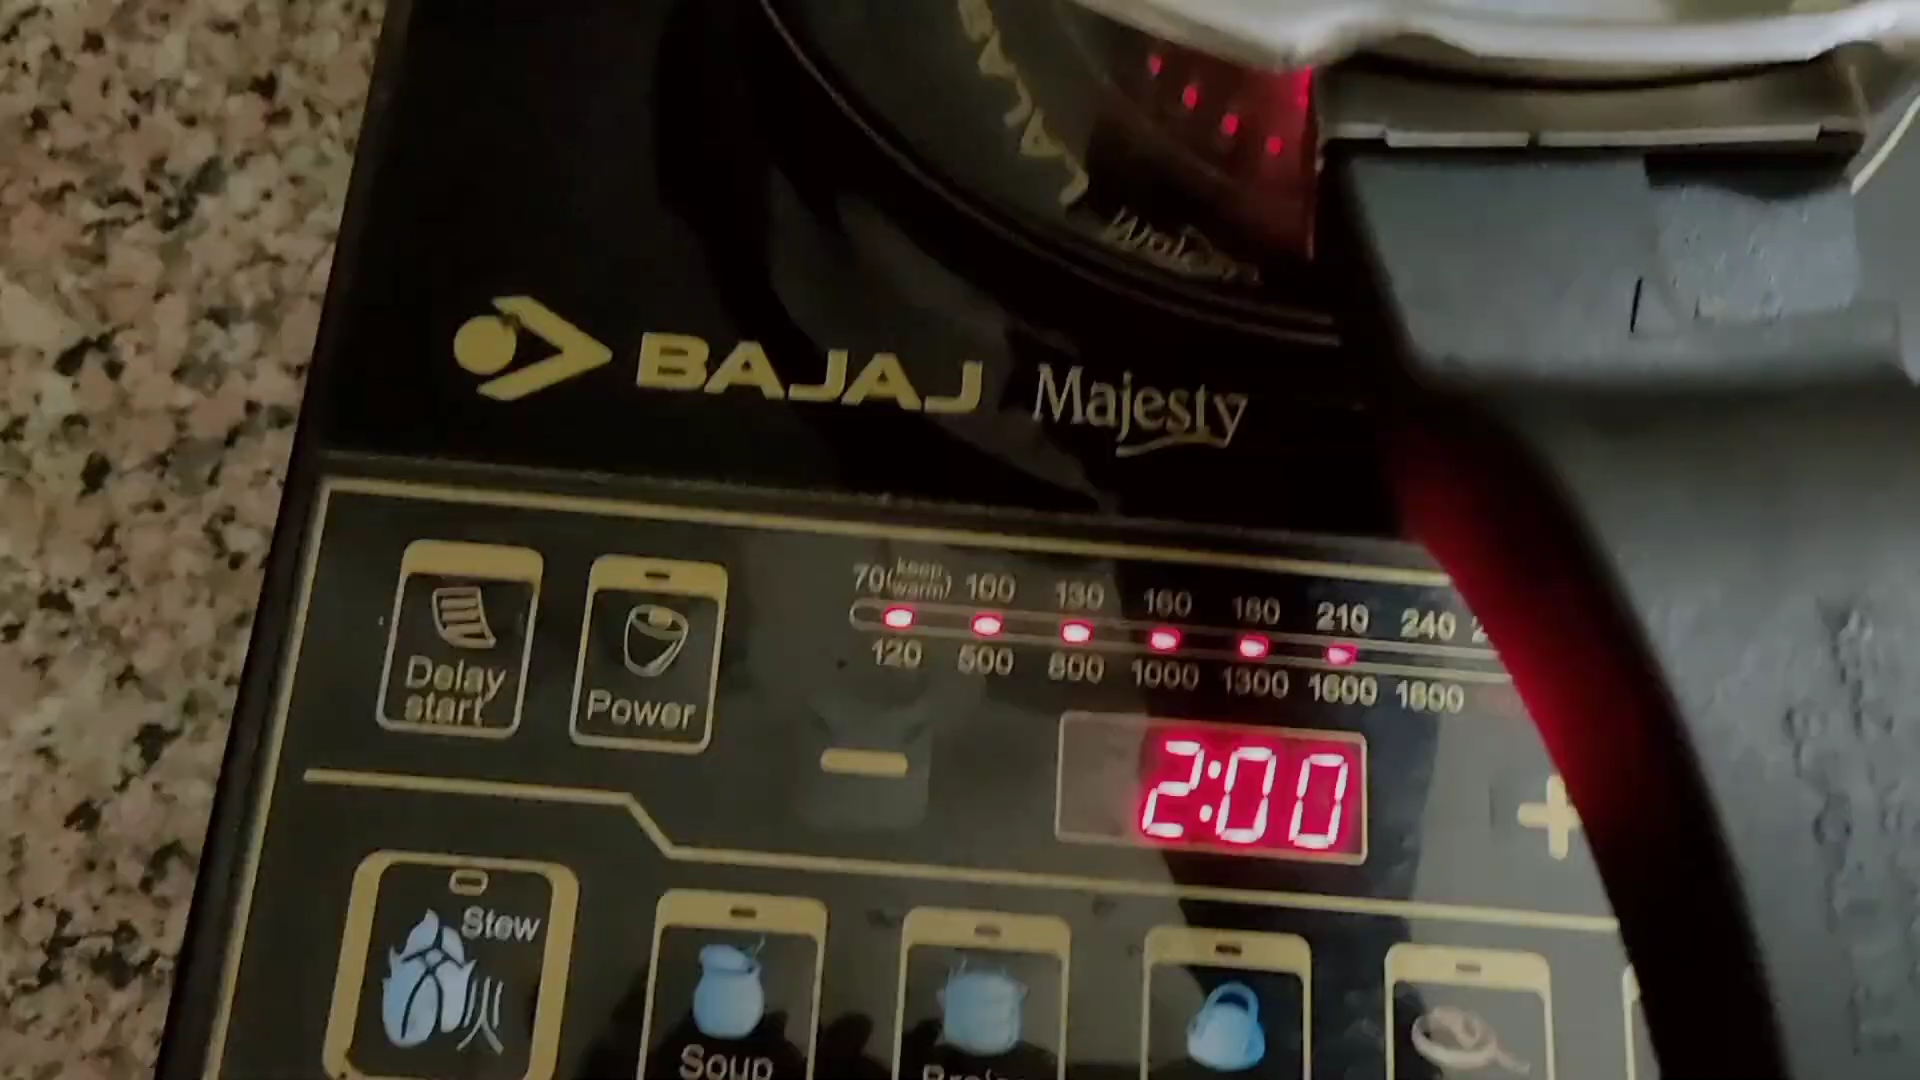 BAJAJ Majesty
70(keep warm) 100 130 160 180 210 240
120 500 800 1000 1300 1600 1800
Delay start
Power
2:00
Stew
火
Soup